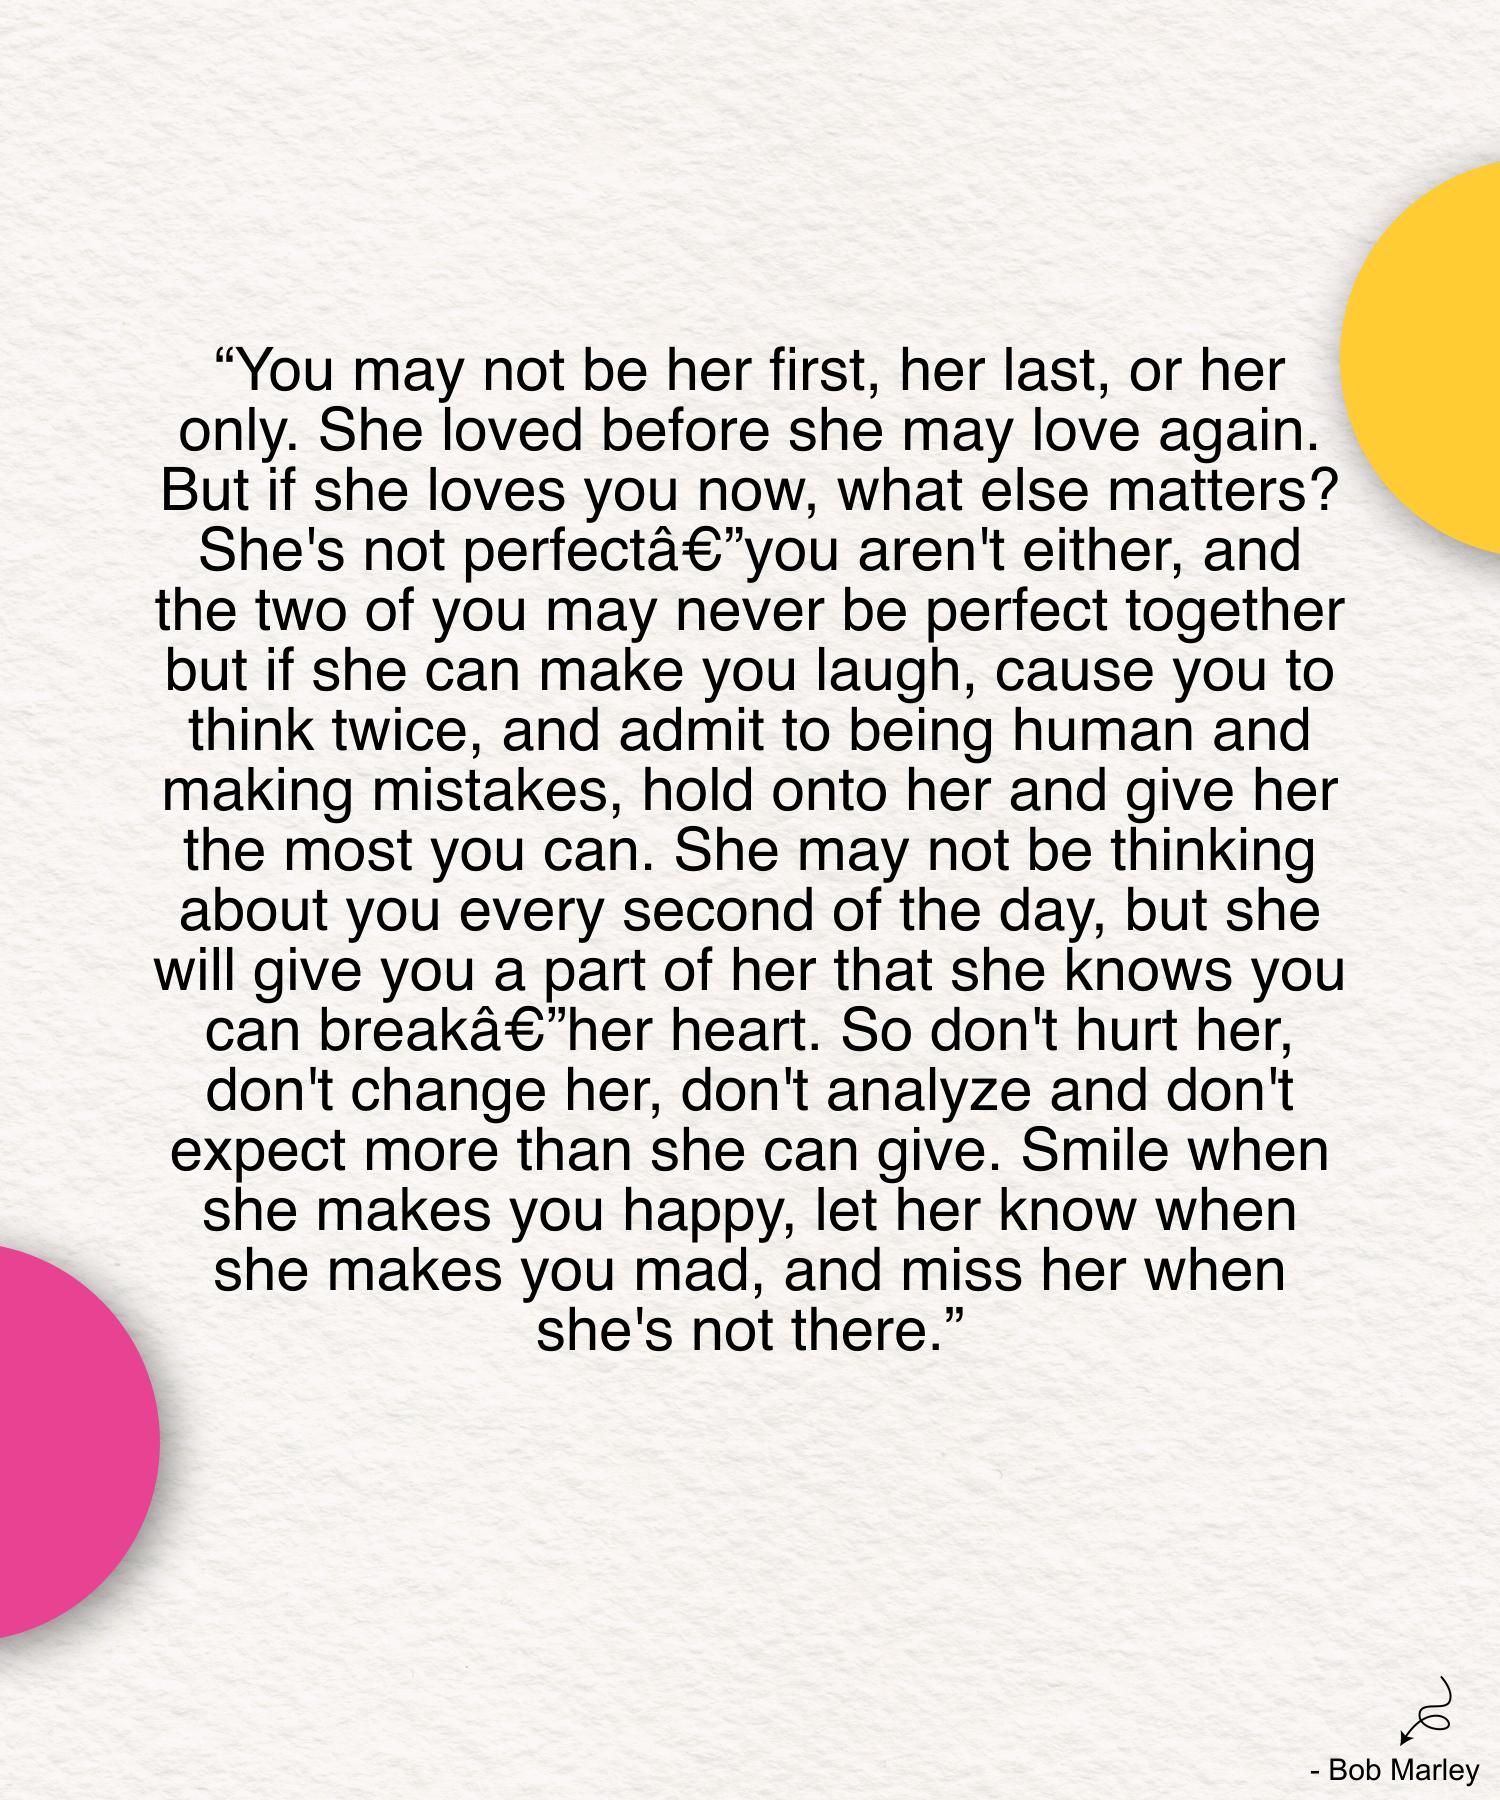 “You may not be her first, her last, or her
only. She loved before she may love again.
But if she loves you now, what else matters?
She's not perfectâ€”you aren't either, and
the two of you may never be perfect together
but if she can make you laugh, cause you to
think twice, and admit to being human and
making mistakes, hold onto her and give her
the most you can. She may not be thinking
about you every second of the day, but she
will give you a part of her that she knows you
can breakâ€”her heart. So don't hurt her,
don't change her, don't analyze and don't
expect more than she can give. Smile when
she makes you happy, let her know when
she makes you mad, and miss her when
she's not there.”
- Bob Marley